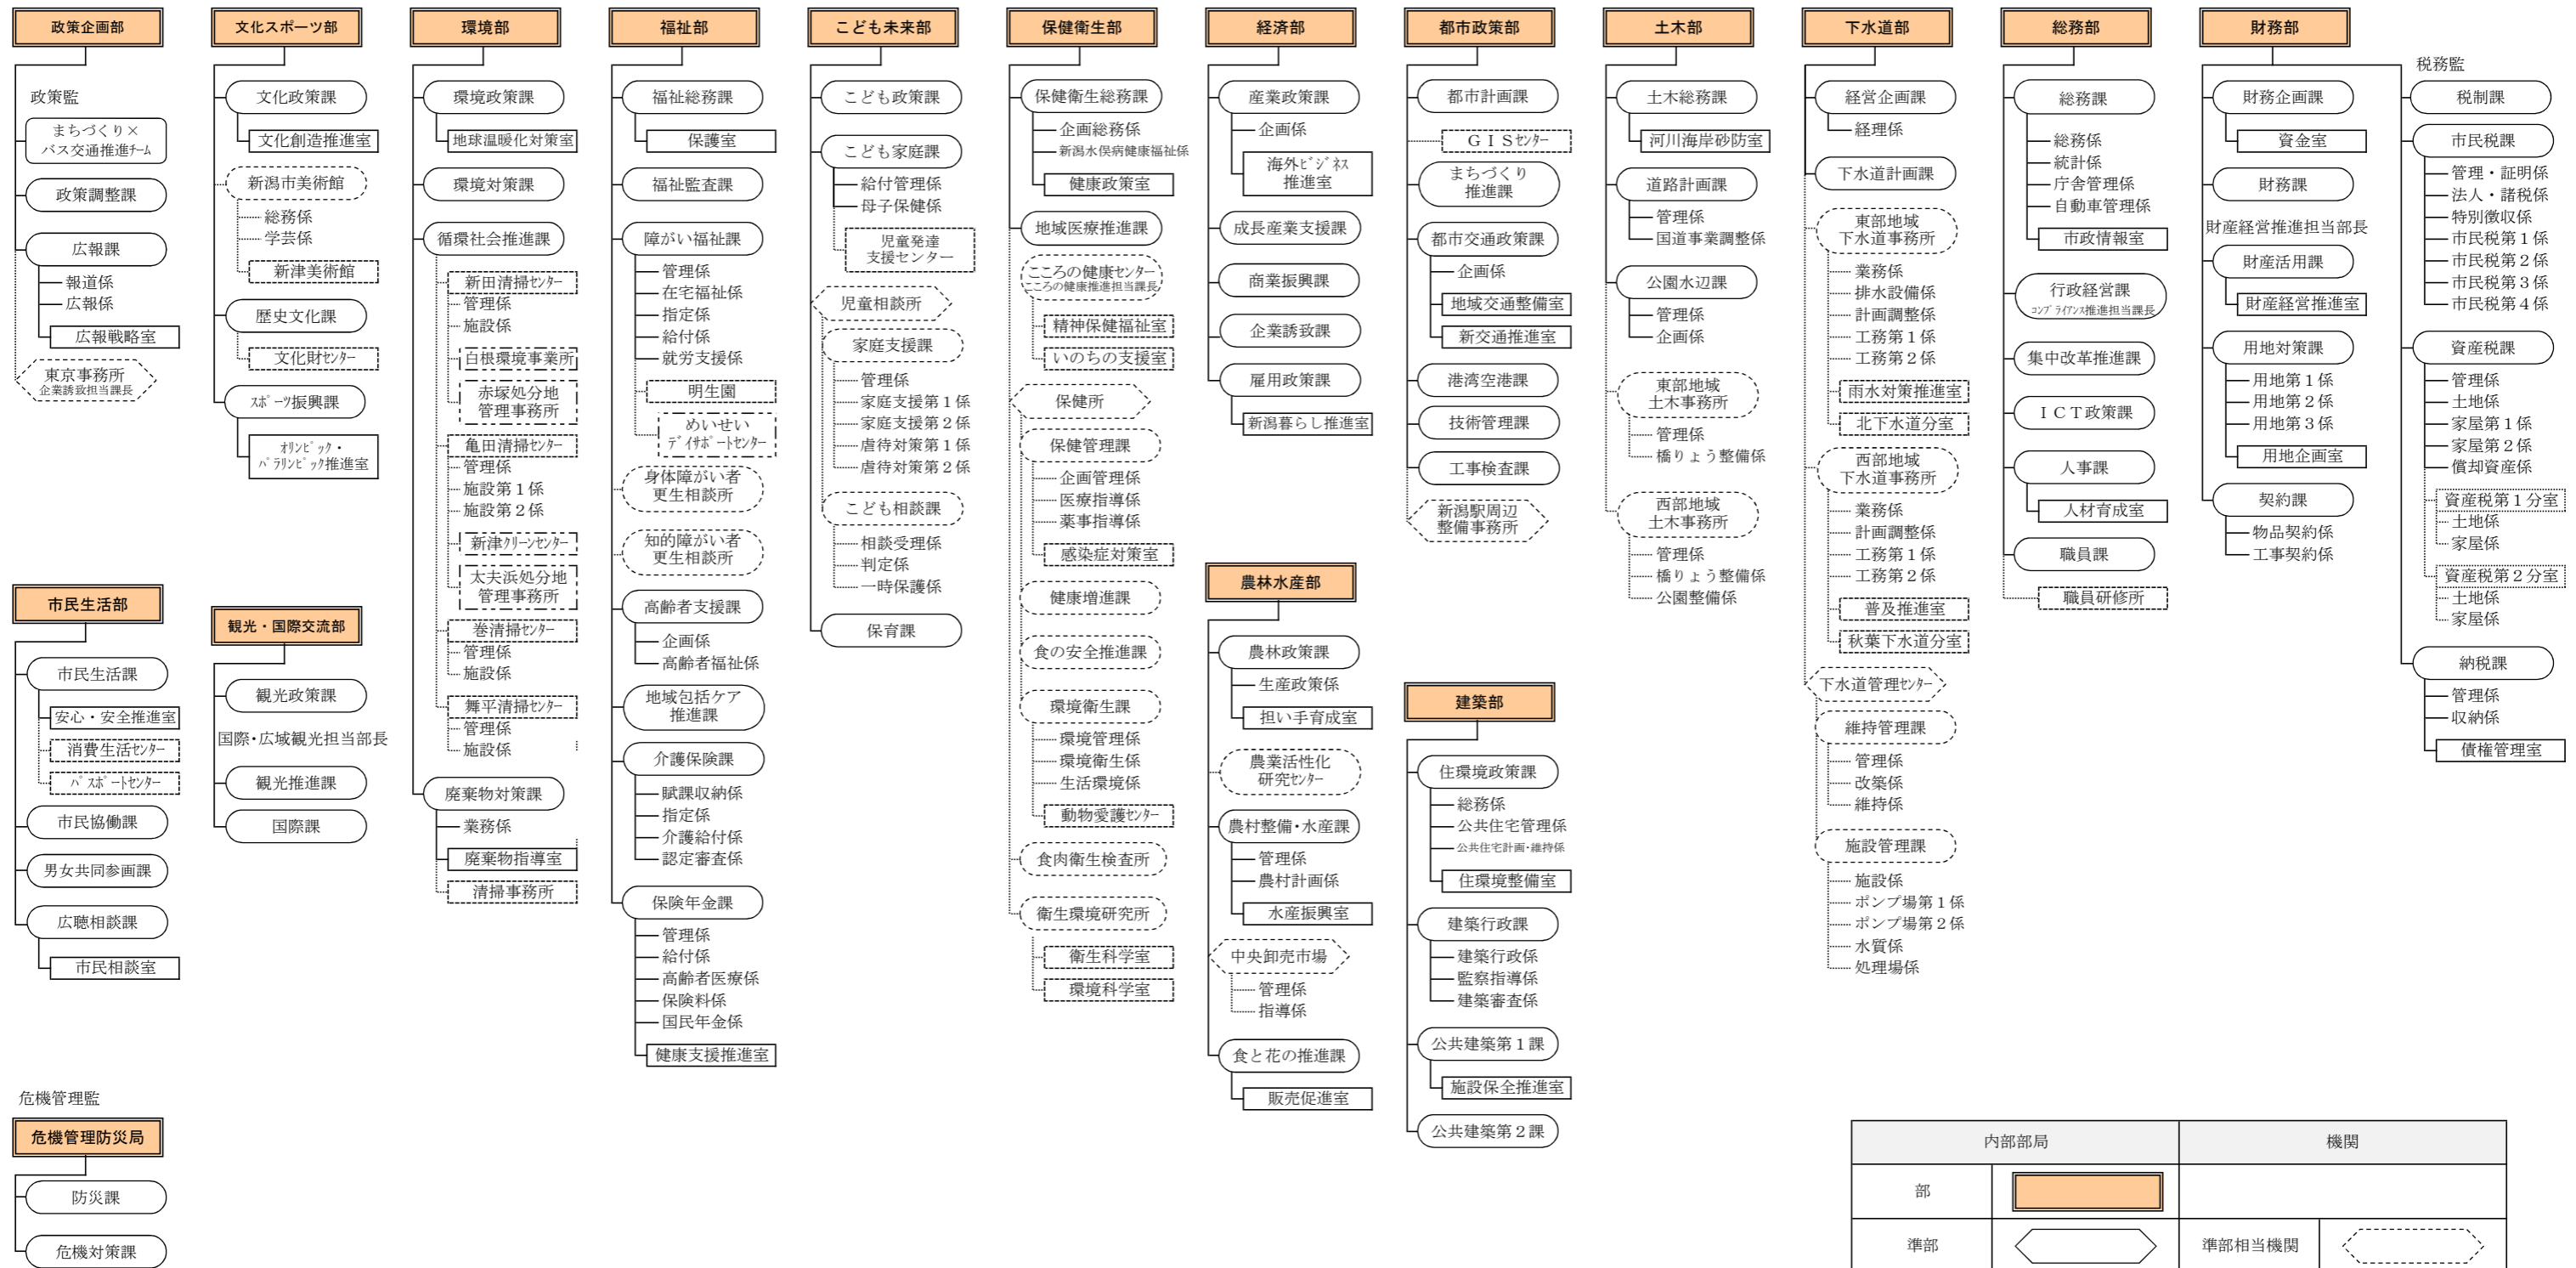 政策企画部
政策監
まちづくり×
バス交通推進ﾁｰﾑ
政策調整課
広報課
報道係
広報係
広報戦略室
東京事務所
企業誘致担当課長
市民生活部
市民生活課
安心・安全推進室
消費生活ｾﾝﾀｰ
ﾊﾟｽﾎﾟｰﾄｾﾝﾀｰ
市民協働課
男女共同参画課
広聴相談課
市民相談室
危機管理監
危機管理防災局
防災課
危機対策課
文化スポーツ部
文化政策課
文化創造推進室
新潟市美術館
総務係
学芸係
新津美術館
歴史文化課
文化財ｾﾝﾀｰ
ｽﾎﾟｰﾂ振興課
ｵﾘﾝﾋﾟｯｸ・
ﾊﾟﾗﾘﾝﾋﾟｯｸ推進室
観光・国際交流部
観光政策課
国際・広域観光担当部長
観光推進課
国際課
環境部
環境政策課
地球温暖化対策室
環境対策課
循環社会推進課
新田清掃ｾﾝﾀｰ
管理係
施設係
白根環境事業所
赤塚処分地
管理事務所
亀田清掃ｾﾝﾀｰ
管理係
施設第１係
施設第２係
新津ｸﾘｰﾝｾﾝﾀｰ
太夫浜処分地
管理事務所
巻清掃ｾﾝﾀｰ
管理係
施設係
舞平清掃ｾﾝﾀｰ
管理係
施設係
廃棄物対策課
業務係
廃棄物指導室
清掃事務所
福祉部
福祉総務課
保護室
福祉監査課
障がい福祉課
管理係
在宅福祉係
指定係
給付係
就労支援係
明生園
めいせい
ﾃﾞｲｻﾎﾟｰﾄｾﾝﾀｰ
身体障がい者
更生相談所
知的障がい者
更生相談所
高齢者支援課
企画係
高齢者福祉係
地域包括ケア
推進課
介護保険課
賦課収納係
指定係
介護給付係
認定審査係
保険年金課
管理係
給付係
高齢者医療係
保険料係
国民年金係
健康支援推進室
こども未来部
こども政策課
こども家庭課
給付管理係
母子保健係
児童発達
支援センター
児童相談所
家庭支援課
管理係
家庭支援第１係
家庭支援第２係
虐待対策第１係
虐待対策第２係
こども相談課
相談受理係
判定係
一時保護係
保育課
保健衛生部
保健衛生総務課
企画総務係
新潟水俣病健康福祉係
健康政策室
地域医療推進課
こころの健康センター
こころの健康推進担当課長
精神保健福祉室
いのちの支援室
保健所
保健管理課
企画管理係
医療指導係
薬事指導係
感染症対策室
健康増進課
食の安全推進課
環境衛生課
環境管理係
環境衛生係
生活環境係
動物愛護ｾﾝﾀｰ
食肉衛生検査所
衛生環境研究所
衛生科学室
環境科学室
経済部
産業政策課
企画係
海外ﾋﾞｼﾞﾈｽ
推進室
成長産業支援課
商業振興課
企業誘致課
雇用政策課
新潟暮らし推進室
農林水産部
農林政策課
生産政策係
担い手育成室
農業活性化
研究ｾﾝﾀｰ
農村整備・水産課
管理係
農村計画係
水産振興室
中央卸売市場
管理係
指導係
食と花の推進課
販売促進室
都市政策部
都市計画課
ＧＩＳｾﾝﾀｰ
まちづくり
推進課
都市交通政策課
企画係
地域交通整備室
新交通推進室
港湾空港課
技術管理課
工事検査課
新潟駅周辺
整備事務所
建築部
住環境政策課
総務係
公共住宅管理係
公共住宅計画・維持係
住環境整備室
建築行政課
建築行政係
監察指導係
建築審査係
公共建築第１課
施設保全推進室
公共建築第２課
土木部
土木総務課
河川海岸砂防室
道路計画課
管理係
国道事業調整係
公園水辺課
管理係
企画係
東部地域
土木事務所
管理係
橋りょう整備係
西部地域
土木事務所
管理係
橋りょう整備係
公園整備係
下水道部
経営企画課
経理係
下水道計画課
東部地域
下水道事務所
業務係
排水設備係
計画調整係
工務第１係
工務第２係
雨水対策推進室
北下水道分室
西部地域
下水道事務所
業務係
計画調整係
工務第１係
工務第２係
普及推進室
秋葉下水道分室
下水道管理ｾﾝﾀｰ
維持管理課
管理係
改築係
維持係
施設管理課
施設係
ポンプ場第１係
ポンプ場第２係
水質係
処理場係
総務部
総務課
総務係
統計係
庁舎管理係
自動車管理係
市政情報室
行政経営課
ｺﾝﾌﾟﾗｲｱﾝｽ推進担当課長
集中改革推進課
ＩＣＴ政策課
人事課
人材育成室
職員課
職員研修所
財務部
財務企画課
資金室
財務課
財産経営推進担当部長
財産活用課
財産経営推進室
用地対策課
用地第１係
用地第２係
用地第３係
用地企画室
契約課
物品契約係
工事契約係
税務監
税制課
市民税課
管理・証明係
法人・諸税係
特別徴収係
市民税第１係
市民税第２係
市民税第３係
市民税第４係
資産税課
管理係
土地係
家屋第１係
家屋第２係
償却資産係
資産税第１分室
土地係
家屋係
資産税第２分室
土地係
家屋係
納税課
管理係
収納係
債権管理室
内部部局
機関
部
準部
準部相当機関